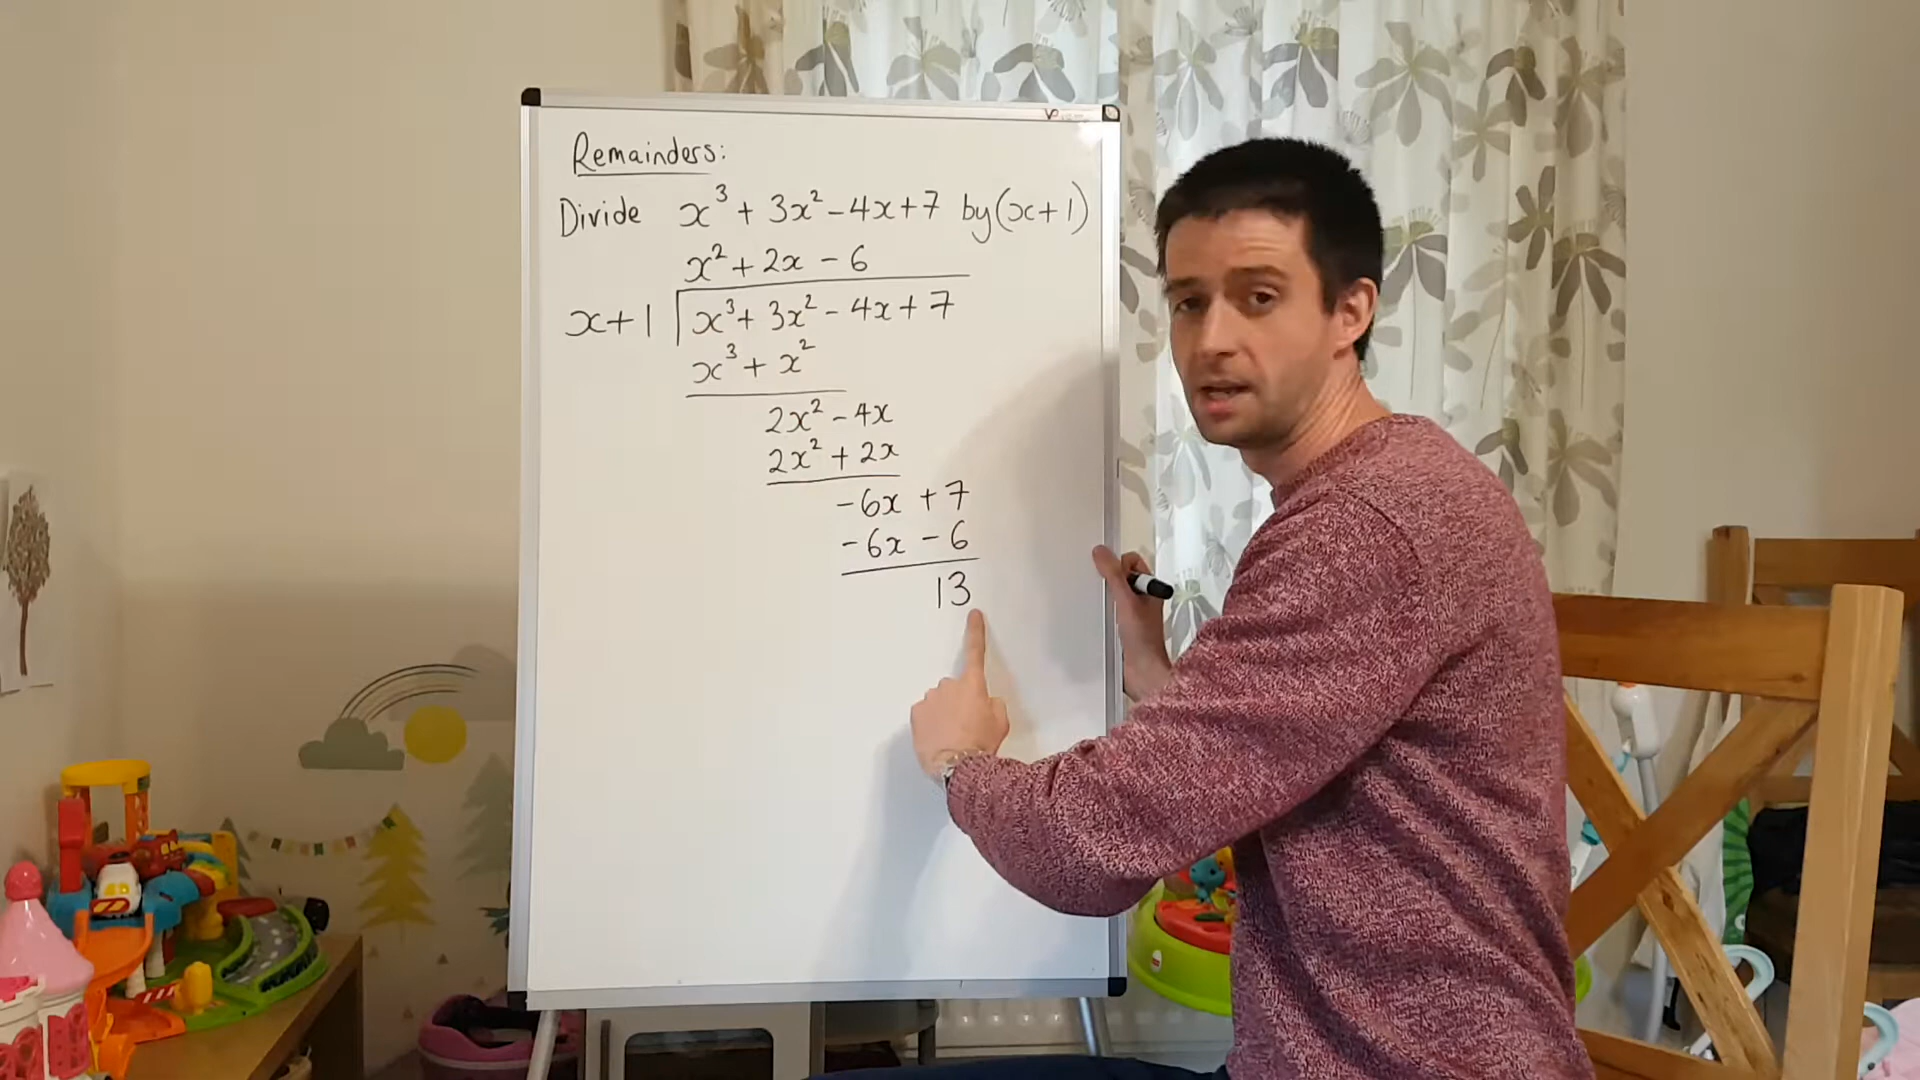 Remainders:
Divide x³ + 3x² - 4x + 7 by (x + 1)
x² + 2x - 6
x + 1 x³ + 3x² - 4x + 7
x³ + x²
2x² - 4x
2x² + 2x
-6x + 7
-6x - 6
13